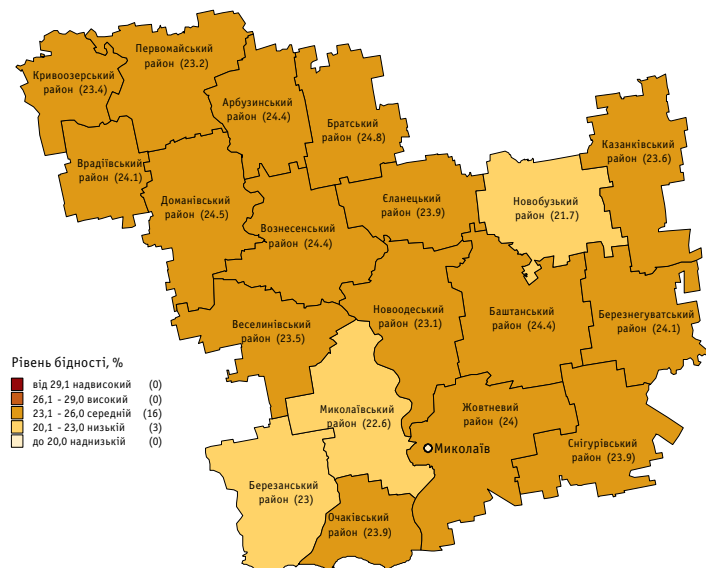 Первомайський
район (23.2)
Кривоозерський
район (23.4)
Арбузинський
район (24.4)
Братський
район (24.8)
Казанківський
район (23.6)
Врадіївський
район (24.1)
Доманівський
район (24.5)
Єланецький
район (23.9)
Новобузький
район (21.7)
Вознесенський
район (24.4)
Веселинівський
район (23.5)
Новоодеський
район (23.1)
Баштанський
район (24.4)
Березнегуватський
район (24.1)
Рівень бідності, %
від 29,1 надвисокий (0)
26,1 - 29,0 високий (0)
23,1 - 26,0 середній (16)
20,1 - 23,0 низькій (3)
до 20,0 наднизькій (0)
Миколаївський
район (22.6)
Жовтневий
район (24)
Миколаїв
Снігурівський
район (23.9)
Березанський
район (23)
Очаківський
район (23.9)